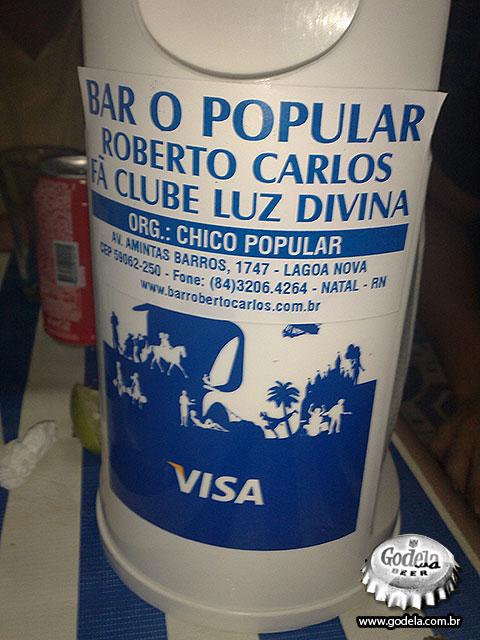 BAR O POPULAR
ROBERTO CARLOS
FÃ CLUBE LUZ DIVINA
ORG.: CHICO POPULAR
AV. AMINTAS BARROS, 1747 - LAGOA NOVA
CEP 59062-250 - Fone: (84)3206.4264 - NATAL - RN
www.barrobertocarlos.com.br
VISA
Godela
BEER
www.godela.com.br